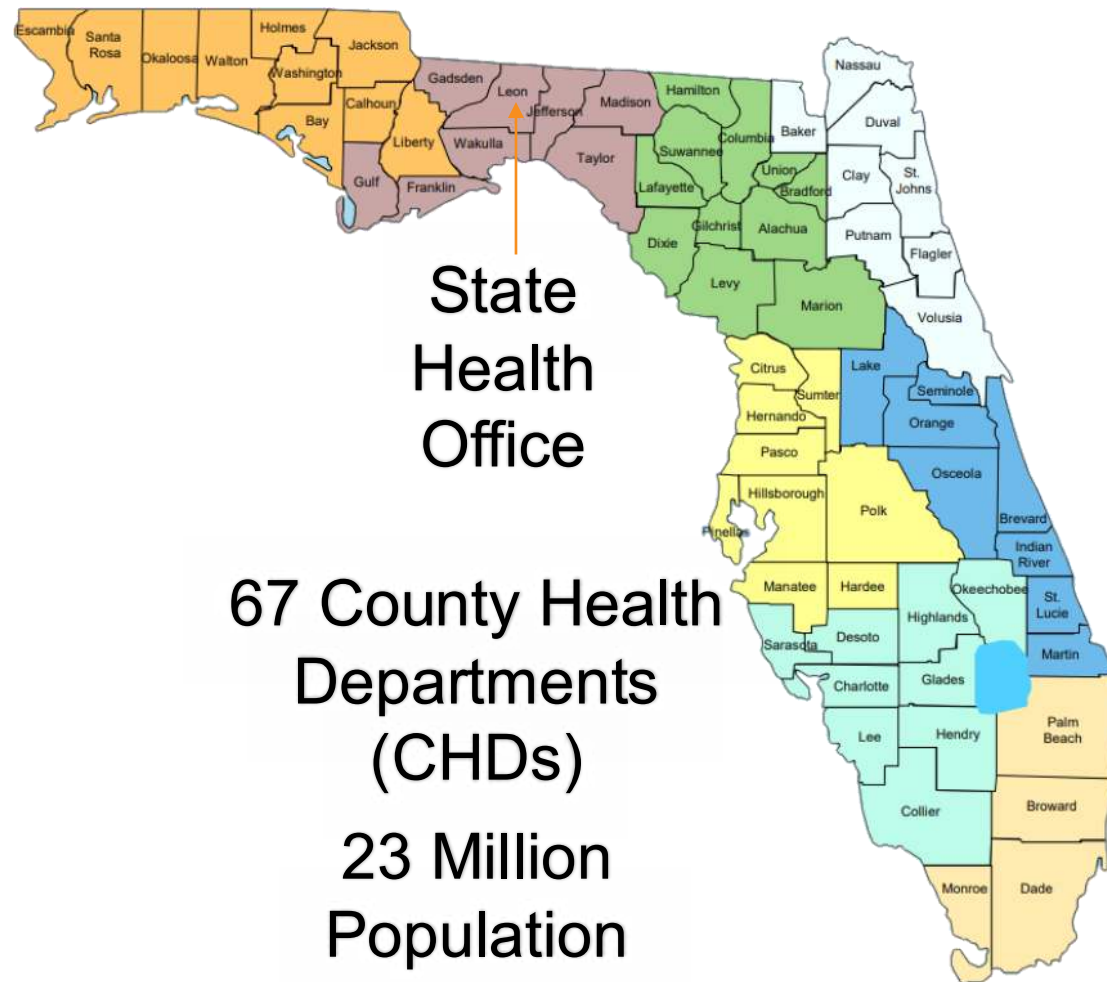 Escambia
Santa
Rosa
Okaloosa
Walton
Holmes
Washington
Jackson
Bay
Calhoun
Liberty
Gulf
Gadsden
Leon
Jefferson
Madison
Wakulla
Franklin
Taylor
Hamilton
Suwannee
Columbia
Lafayette
Union
Bradford
Gilchrist
Alachua
Dixie
Levy
Marion
Nassau
Baker
Duval
Clay
St.
Johns
Putnam
Flagler
Volusia
State
Health
Office
Citrus
Sumter
Hernando
Pasco
Hillsborough
Pinellas
Polk
Manatee
Hardee
Lake
Seminole
Orange
Osceola
Brevard
Indian
River
St.
Lucie
Martin
Okeechobee
Highlands
Sarasota
Desoto
Charlotte
Glades
Lee
Hendry
Collier
Palm
Beach
Broward
Monroe
Dade
67 County Health
Departments
(CHDs)
23 Million
Population